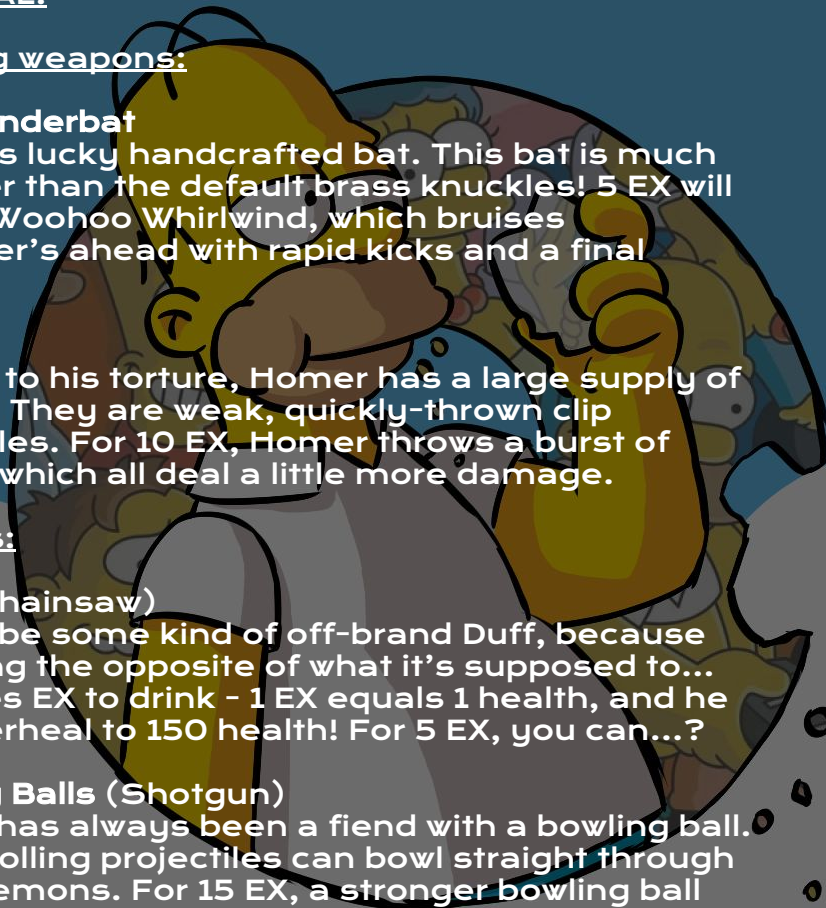 g weapons:
nderbat
s lucky handcrafted bat. This bat is much
r than the default brass knuckles! 5 EX will
Woohoo Whirlwind, which bruises
er's ahead with rapid kicks and a final
to his torture, Homer has a large supply of
They are weak, quickly-thrown clip
les. For 10 EX, Homer throws a burst of
which all deal a little more damage.
s:
hainsaw)
be some kind of off-brand Duff, because
ng the opposite of what it's supposed to...
es EX to drink - 1 EX equals 1 health, and he
erheal to 150 health! For 5 EX, you can...?
g Balls (Shotgun)
has always been a fiend with a bowling ball.
olling projectiles can bowl straight through
emons. For 15 EX, a stronger bowling ball